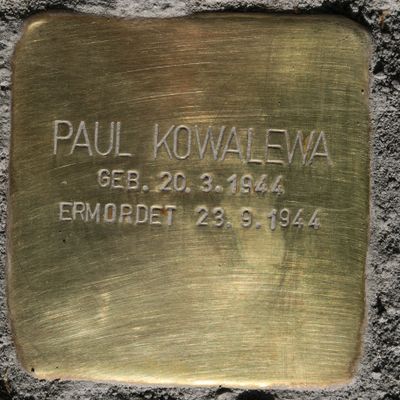 PAUL KOWALEWA
GEB. 20.3.1944
ERMORDET 23.9.1944